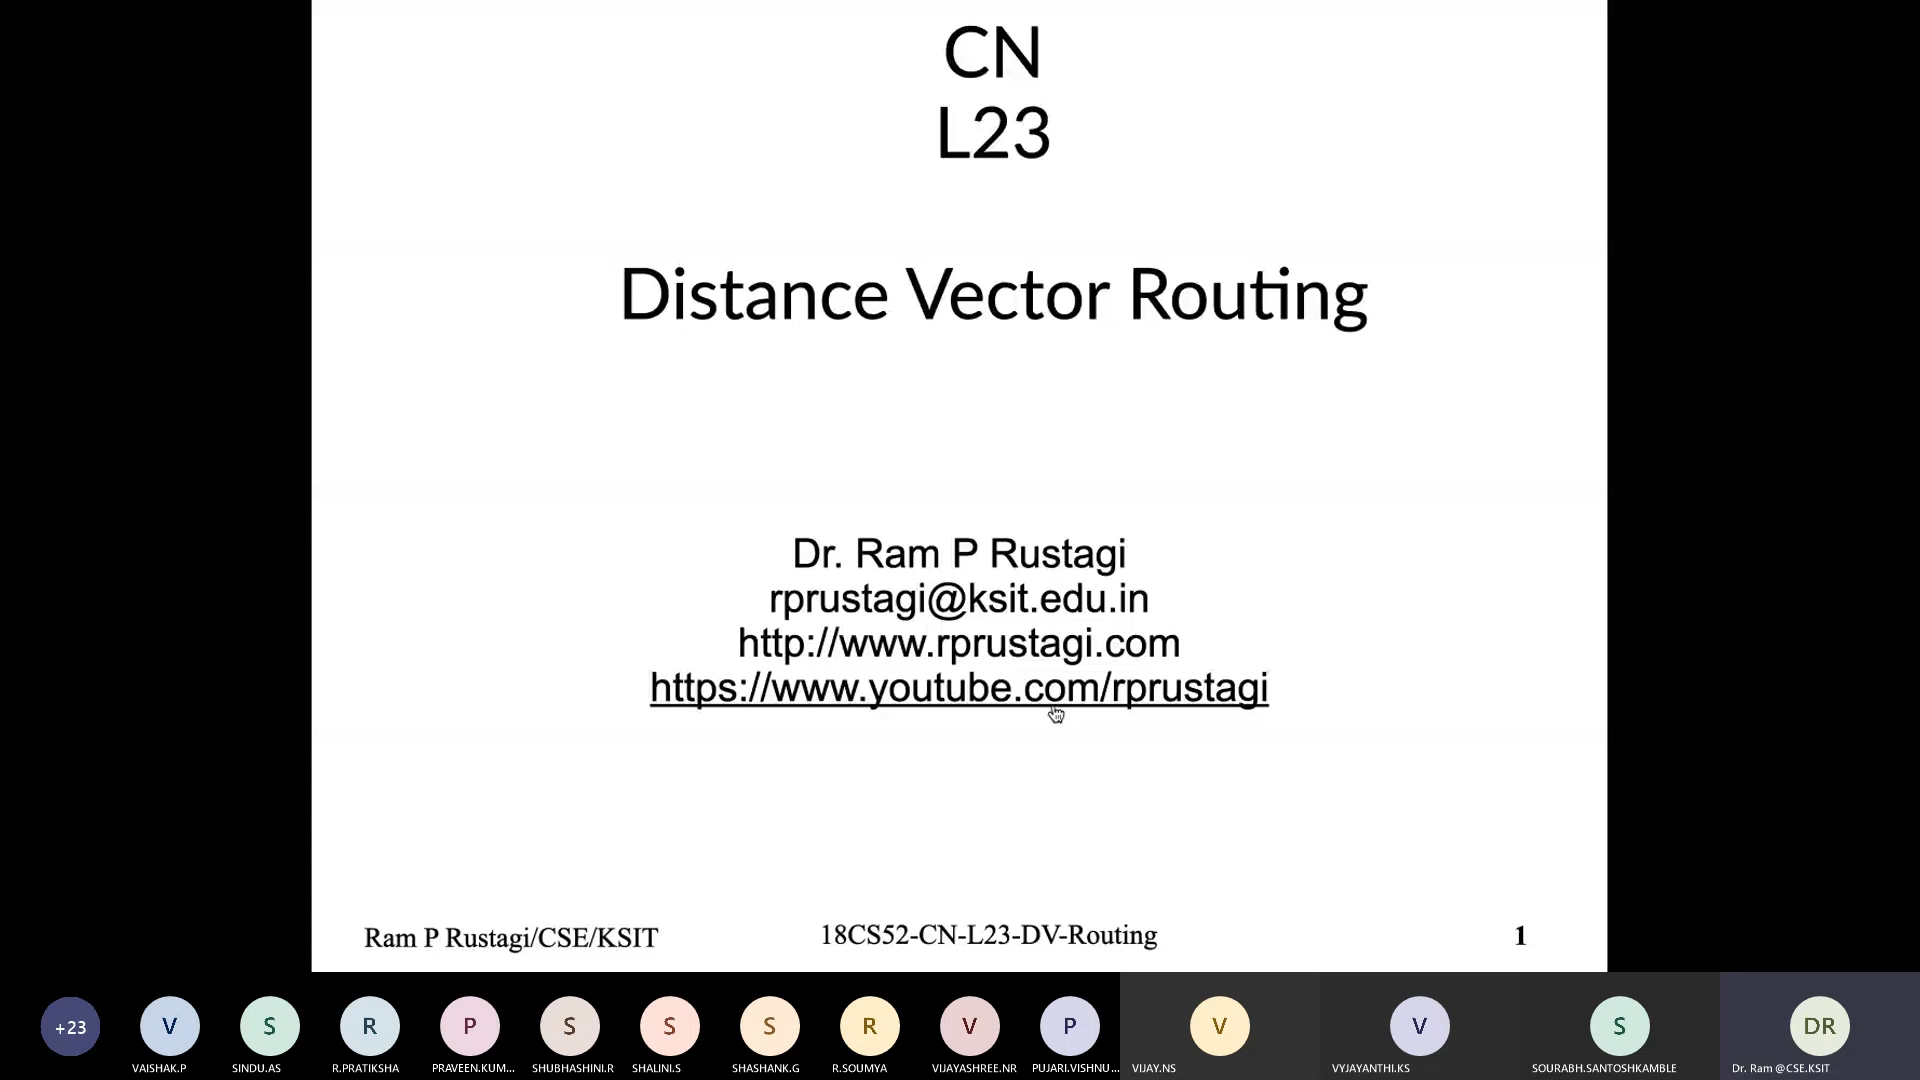 CN
L23
Distance Vector Routing
Dr. Ram P Rustagi
rprustagi@ksit.edu.in
http://www.rprustagi.com
https://www.youtube.com/rprustagi
Ram P Rustagi/CSE/KSIT
18CS52-CN-L23-DV-Routing
1
+23
V
S
R
P
S
S
S
R
V
P
V
V
S
DR
VAISHAK.P
SINDU.AS
R.PRATIKSHA
PRAVEEN.KUM...
SHUBHASHINI.R
SHALINI.S
SHASHANK.G
R.SOUMYA
VIJAYASHREE.NR
PUJARI.VISHNU...
VIJAY.NS
VYJAYANTHI.KS
SOURABH.SANTOSHKAMBLE
Dr. Ram @CSE.KSIT